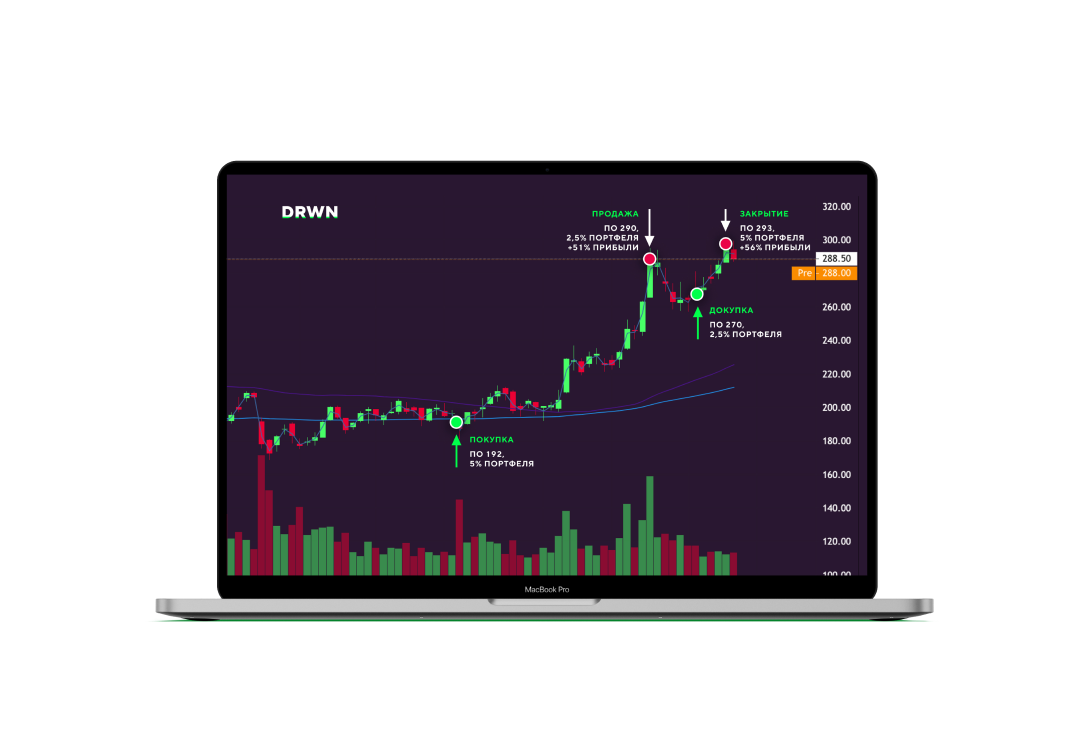 DRWN
ПРОДАЖА
ПО 290,
2,5% ПОРТФЕЛЯ
+51% ПРИБЫЛИ
ЗАКРЫТИЕ
ПО 293,
5% ПОРТФЕЛЯ
+56% ПРИБЫЛИ
ДОКУПКА
ПО 270,
2,5% ПОРТФЕЛЯ
ПОКУПКА
ПО 192,
5% ПОРТФЕЛЯ
320.00
300.00
288.50
Pre 288.00
260.00
240.00
220.00
200.00
180.00
160.00
140.00
120.00
100.00
MacBook Pro